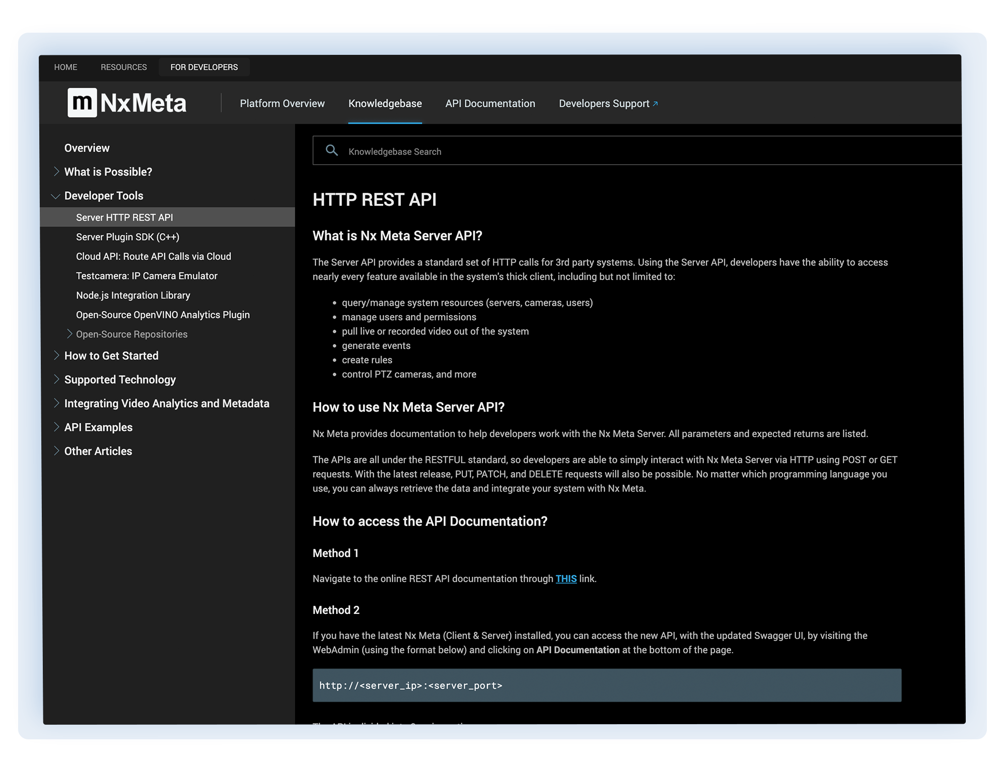 HOME RESOURCES FOR DEVELOPERS
m Nx Meta Platform Overview Knowledgebase API Documentation Developers Support
Overview
What is Possible?
Developer Tools
Server HTTP REST API
Server Plugin SDK (C++)
Cloud API: Route API Calls via Cloud
Testcamera: IP Camera Emulator
Node.js Integration Library
Open-Source OpenVINO Analytics Plugin
Open-Source Repositories
How to Get Started
Supported Technology
Integrating Video Analytics and Metadata
API Examples
Other Articles
Knowledgebase Search
HTTP REST API
What is Nx Meta Server API?
The Server API provides a standard set of HTTP calls for 3rd party systems. Using the Server API, developers have the ability to access
nearly every feature available in the system's thick client, including but not limited to:
• query/manage system resources (servers, cameras, users)
• manage users and permissions
• pull live or recorded video out of the system
• generate events
• create rules
• control PTZ cameras, and more
How to use Nx Meta Server API?
Nx Meta provides documentation to help developers work with the Nx Meta Server. All parameters and expected returns are listed.
The APIs are all under the RESTFUL standard, so developers are able to simply interact with Nx Meta Server via HTTP using POST or GET
requests. With the latest release, PUT, PATCH, and DELETE requests will also be possible. No matter which programming language you
use, you can always retrieve the data and integrate your system with Nx Meta.
How to access the API Documentation?
Method 1
Navigate to the online REST API documentation through THIS link.
Method 2
If you have the latest Nx Meta (Client & Server) installed, you can access the new API, with the updated Swagger UI, by visiting the
WebAdmin (using the format below) and clicking on API Documentation at the bottom of the page.
http://<server_ip>:<server_port>